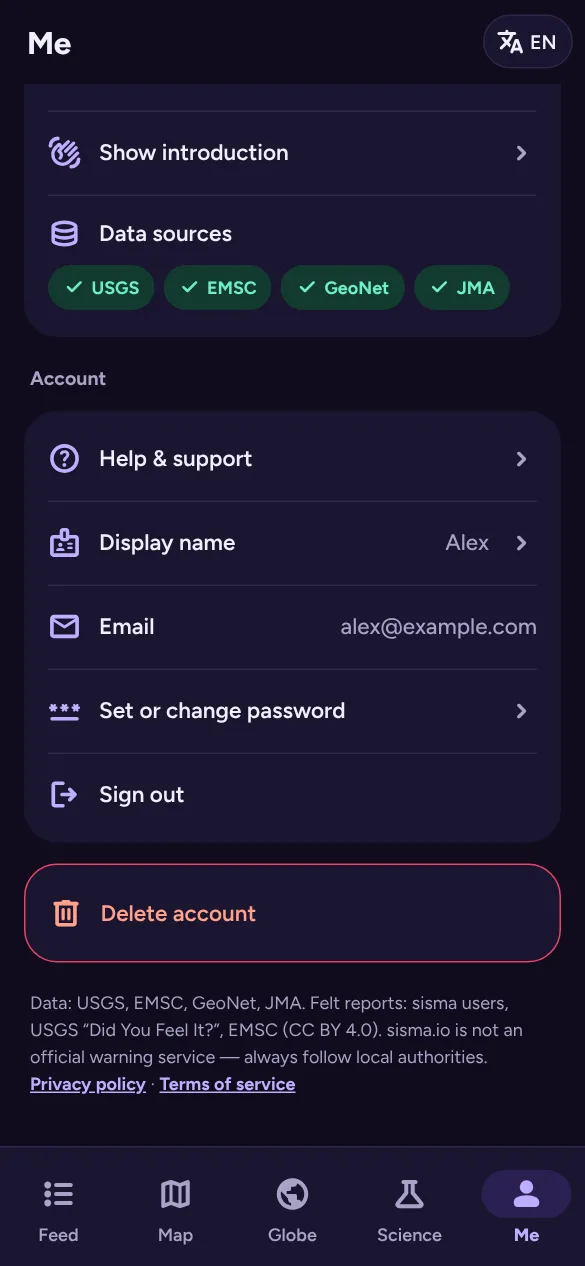 Me
EN
Show introduction
Data sources
USGS
EMSC
GeoNet
JMA
Account
Help & support
Display name
Alex
Email
alex@example.com
Set or change password
Sign out
Delete account
Data: USGS, EMSC, GeoNet, JMA. Felt reports: sisma users,
USGS “Did You Feel It?”, EMSC (CC BY 4.0). sisma.io is not an
official warning service — always follow local authorities.
Privacy policy · Terms of service
Feed
Map
Globe
Science
Me